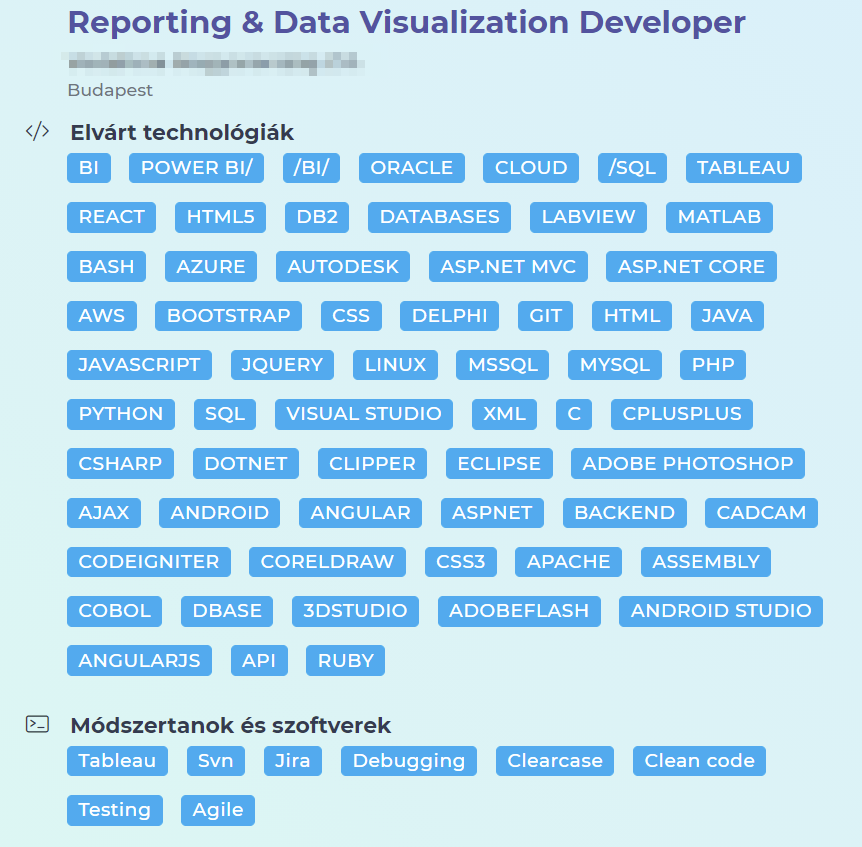 Reporting & Data Visualization Developer
Budapest
Elvárt technológiák
BI POWER BI/ /BI/ ORACLE CLOUD /SQL TABLEAU
REACT HTML5 DB2 DATABASES LABVIEW MATLAB
BASH AZURE AUTODESK ASP.NET MVC ASP.NET CORE
AWS BOOTSTRAP CSS DELPHI GIT HTML JAVA
JAVASCRIPT JQUERY LINUX MSSQL MYSQL PHP
PYTHON SQL VISUAL STUDIO XML C CPLUSPLUS
CSHARP DOTNET CLIPPER ECLIPSE ADOBE PHOTOSHOP
AJAX ANDROID ANGULAR ASPNET BACKEND CADCAM
CODEIGNITER CORELDRAW CSS3 APACHE ASSEMBLY
COBOL DBASE 3DSTUDIO ADOBEFLASH ANDROID STUDIO
ANGULARJS API RUBY
Módszertanok és szoftverek
Tableau Svn Jira Debugging Clearcase Clean code
Testing Agile